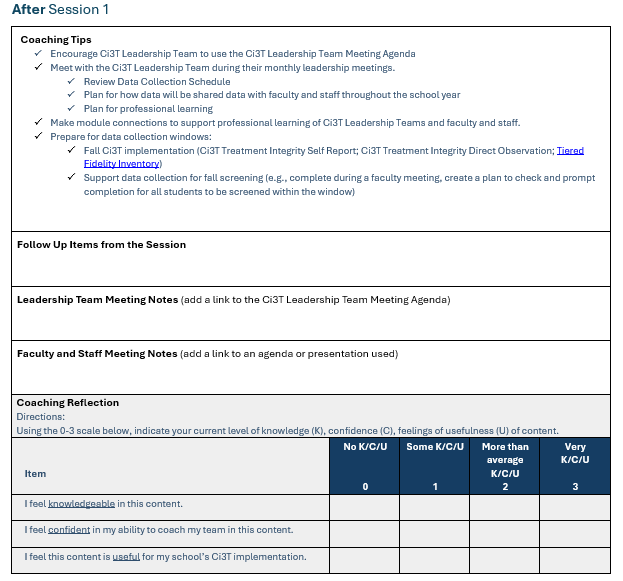 After Session 1
Coaching Tips
✓ Encourage Ci3T Leadership Team to use the Ci3T Leadership Team Meeting Agenda
✓ Meet with the Ci3T Leadership Team during their monthly leadership meetings.
✓ Review Data Collection Schedule
✓ Plan for how data will be shared data with faculty and staff throughout the school year
✓ Plan for professional learning
✓ Make module connections to support professional learning of Ci3T Leadership Teams and faculty and staff.
✓ Prepare for data collection windows:
✓ Fall Ci3T implementation (Ci3T Treatment Integrity Self Report; Ci3T Treatment Integrity Direct Observation; Tiered
Fidelity Inventory)
✓ Support data collection for fall screening (e.g., complete during a faculty meeting, create a plan to check and prompt
completion for all students to be screened within the window)
Follow Up Items from the Session
Leadership Team Meeting Notes (add a link to the Ci3T Leadership Team Meeting Agenda)
Faculty and Staff Meeting Notes (add a link to an agenda or presentation used)
Coaching Reflection
Directions:
Using the 0-3 scale below, indicate your current level of knowledge (K), confidence (C), feelings of usefulness (U) of content.
Item
No K/C/U
0
Some K/C/U
1
More than
average
K/C/U
2
Very
K/C/U
3
I feel knowledgeable in this content.
I feel confident in my ability to coach my team in this content.
I feel this content is useful for my school's Ci3T implementation.